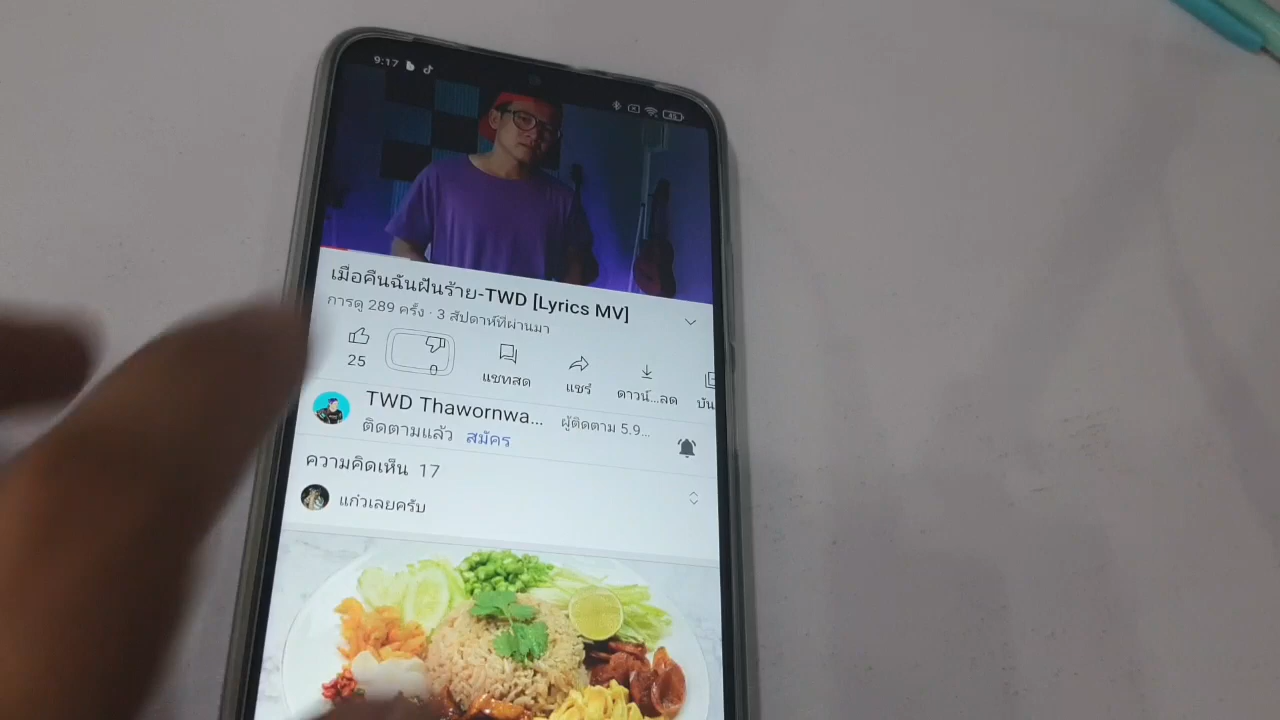 9:17
45
เมื่อคืนฉันฝันร้าย-TWD [Lyrics MV]
การดู 289 ครั้ง · 3 สัปดาห์ที่ผ่านมา
25
0
แชทสด
แชร์
ดาวน์...ลด
บัน
TWD Thawornwa...
ผู้ติดตาม 5.9...
ติดตามแล้ว สมัคร
ความคิดเห็น 17
แก๋วเลยครับ